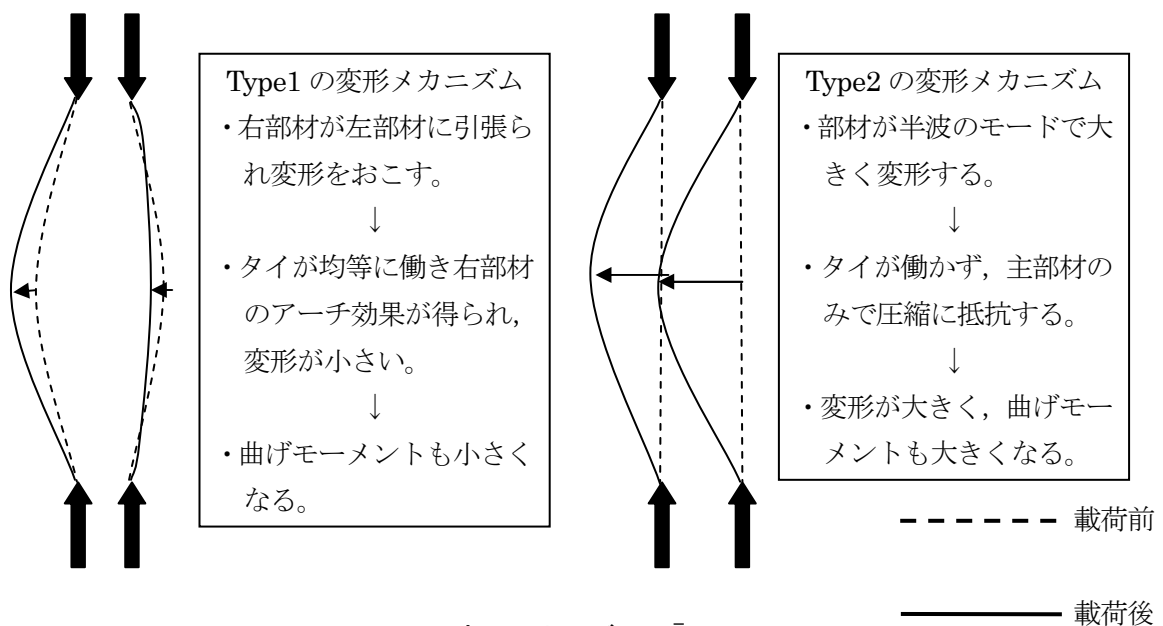 Type1 の変形メカニズム
・右部材が左部材に引張ら
れ変形をおこす。
↓
・タイが均等に働き右部材
のアーチ効果が得られ，
変形が小さい。
↓
・曲げモーメントも小さく
なる。
Type2 の変形メカニズム
・部材が半波のモードで大
きく変形する。
↓
・タイが働かず，主部材の
みで圧縮に抵抗する。
↓
・変形が大きく，曲げモー
メントも大きくなる。
載荷前
載荷後